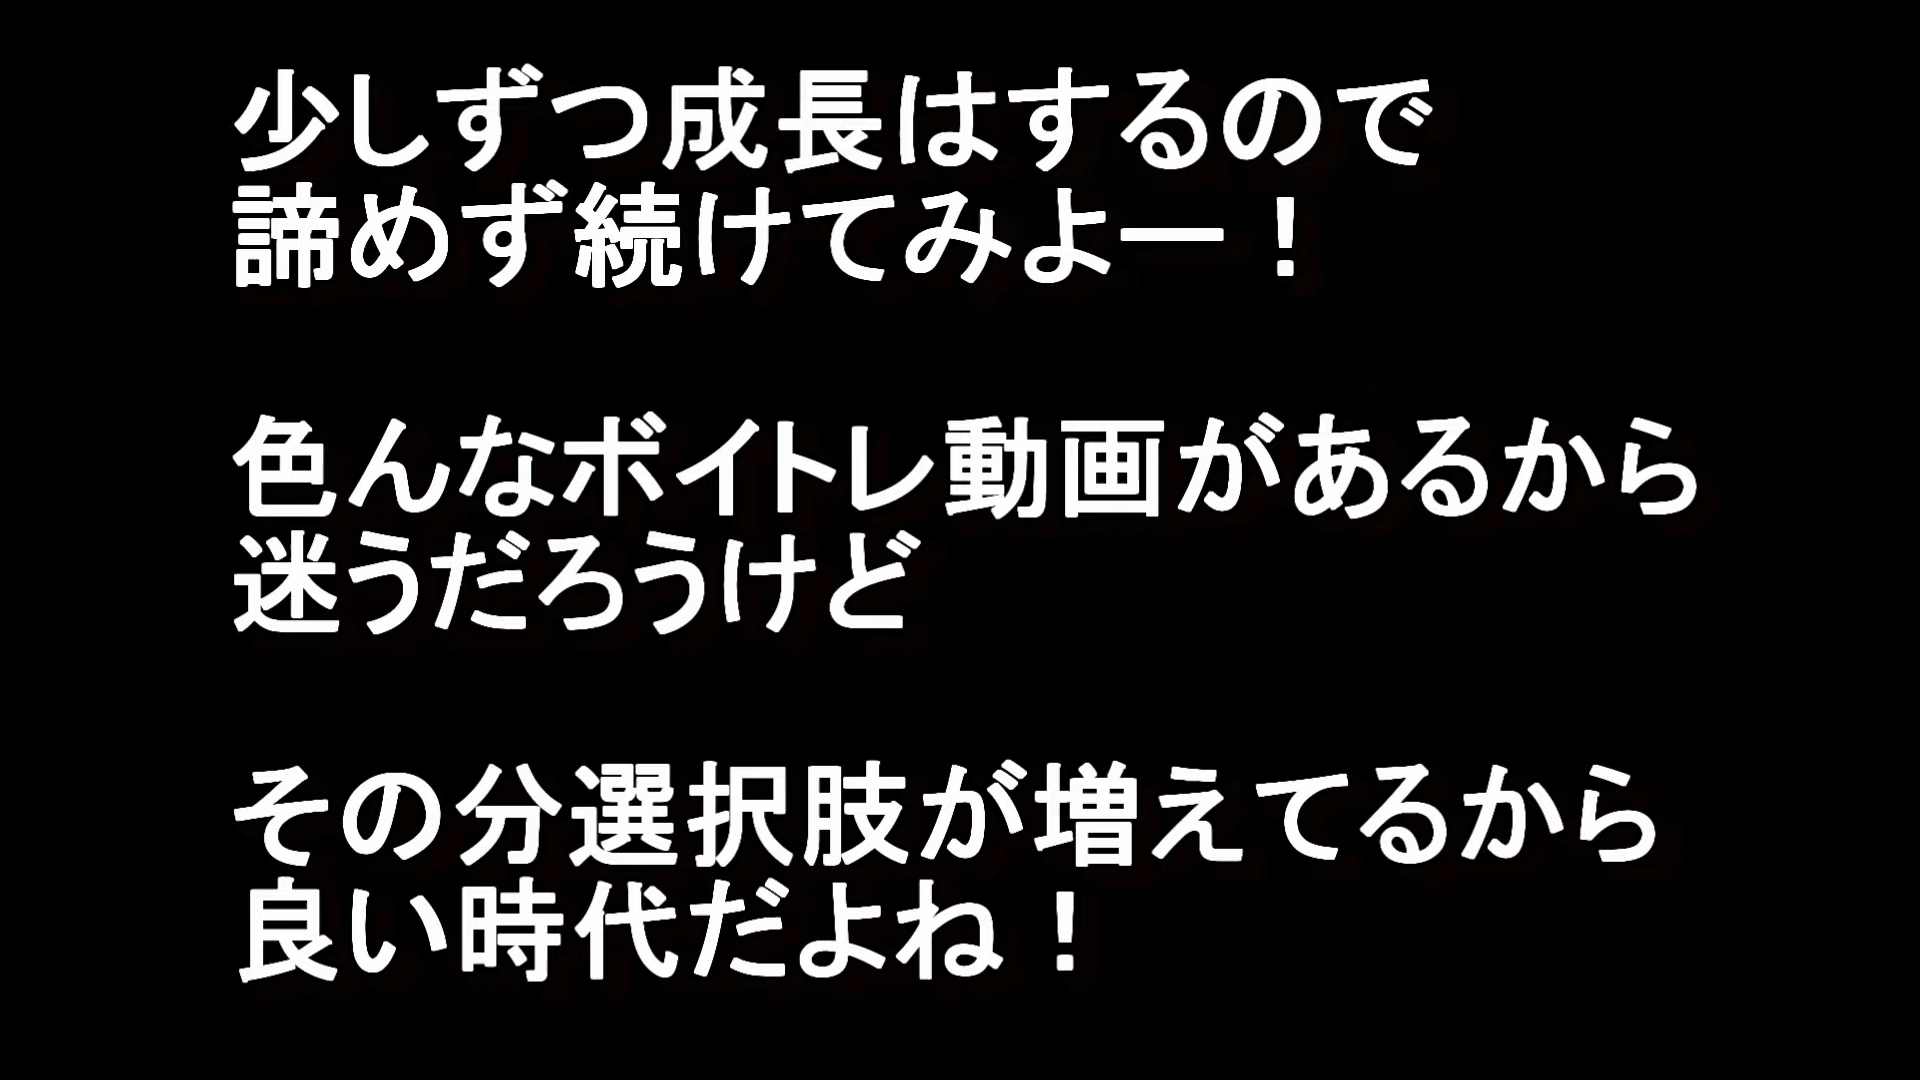 少しずつ成長はするので
諦めず続けてみよー！
色んなボイトレ動画があるから
迷うだろうけど
その分選択肢が増えてるから
良い時代だよね！